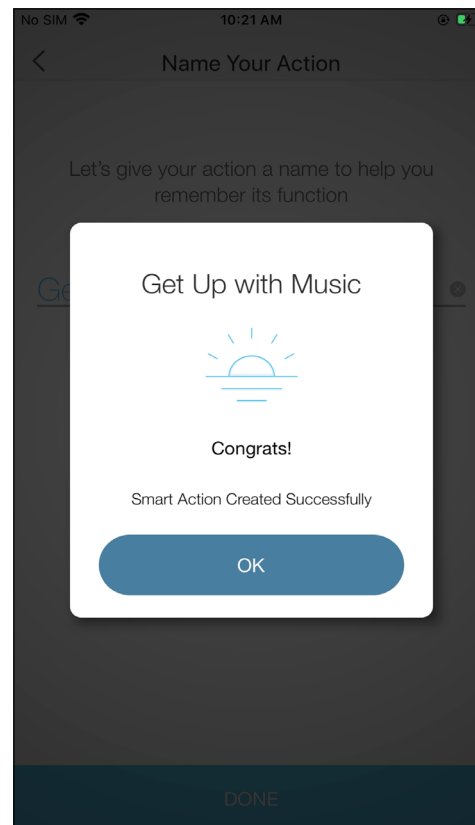 No SIM 10:21 AM
Name Your Action
Let's give your action a name to help you
remember its function
Ge
Get Up with Music
Congrats!
Smart Action Created Successfully
OK
DONE